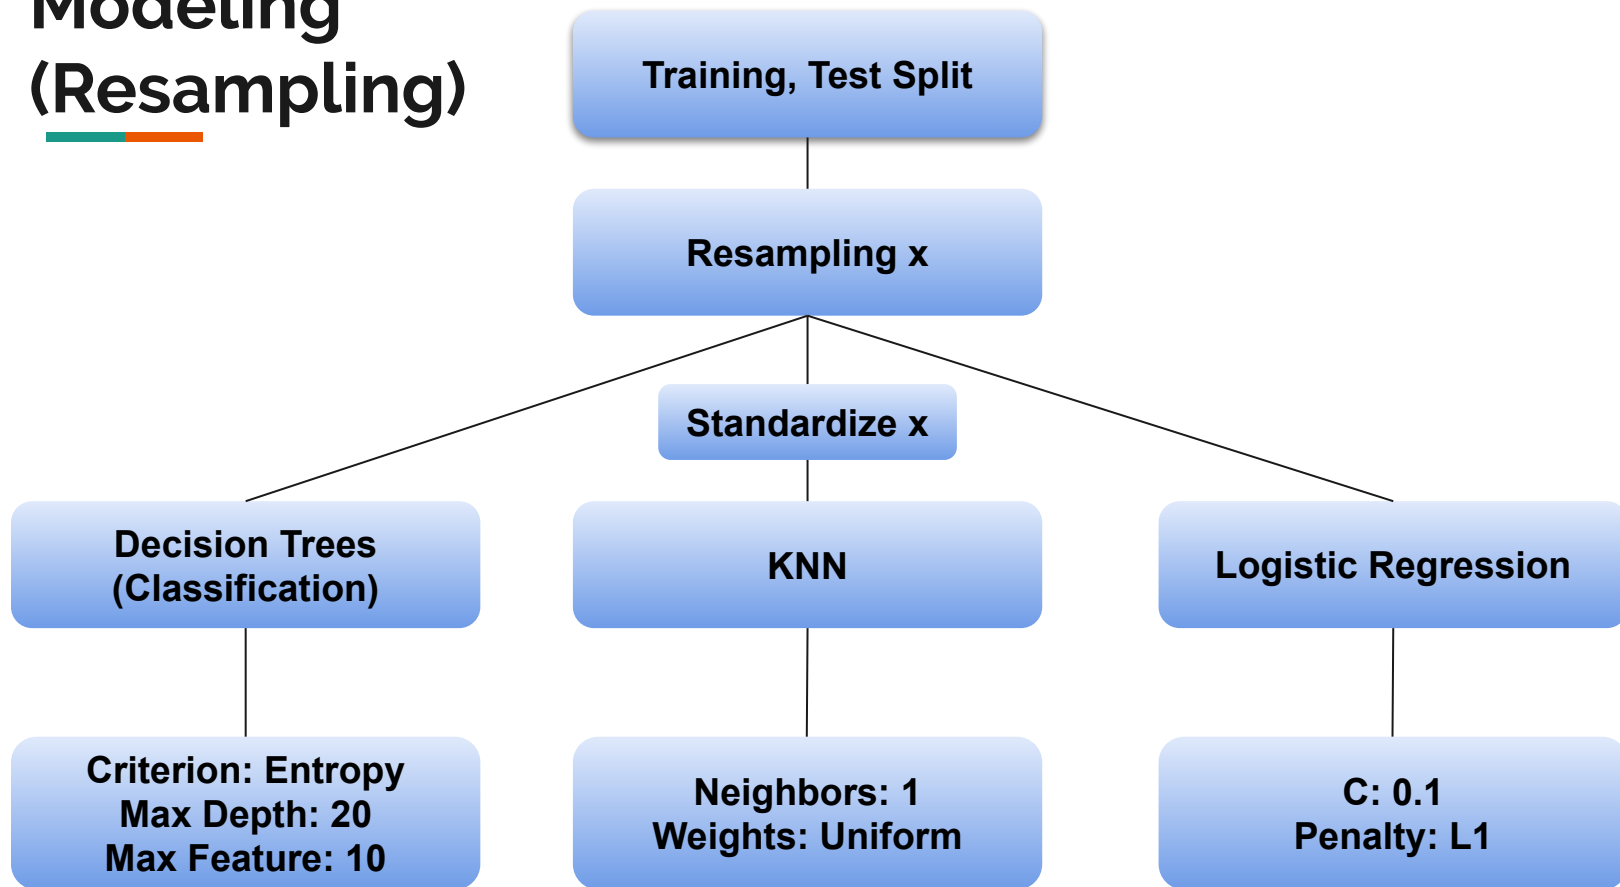 Modeling
(Resampling)
Training, Test Split
Resampling x
Standardize x
Decision Trees
(Classification)
KNN
Logistic Regression
Criterion: Entropy
Max Depth: 20
Max Feature: 10
Neighbors: 1
Weights: Uniform
C: 0.1
Penalty: L1